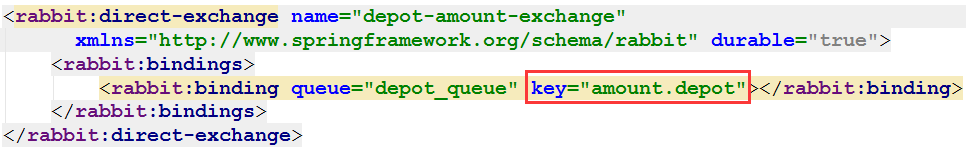 <rabbit:direct-exchange name="depot-amount-exchange"
xmlns="http://www.springframework.org/schema/rabbit" durable="true">
<rabbit:bindings>
<rabbit:binding queue="depot_queue" key="amount.depot"></rabbit:binding>
</rabbit:bindings>
</rabbit:direct-exchange>